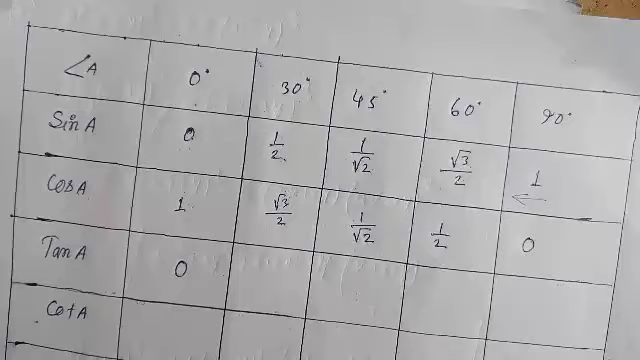 ∠A 0° 30° 45° 60° 90°
Sin A 0 1/2 1/√2 √3/2 1
Cos A 1 √3/2 1/√2 1/2 0
Tan A 0
Cot A